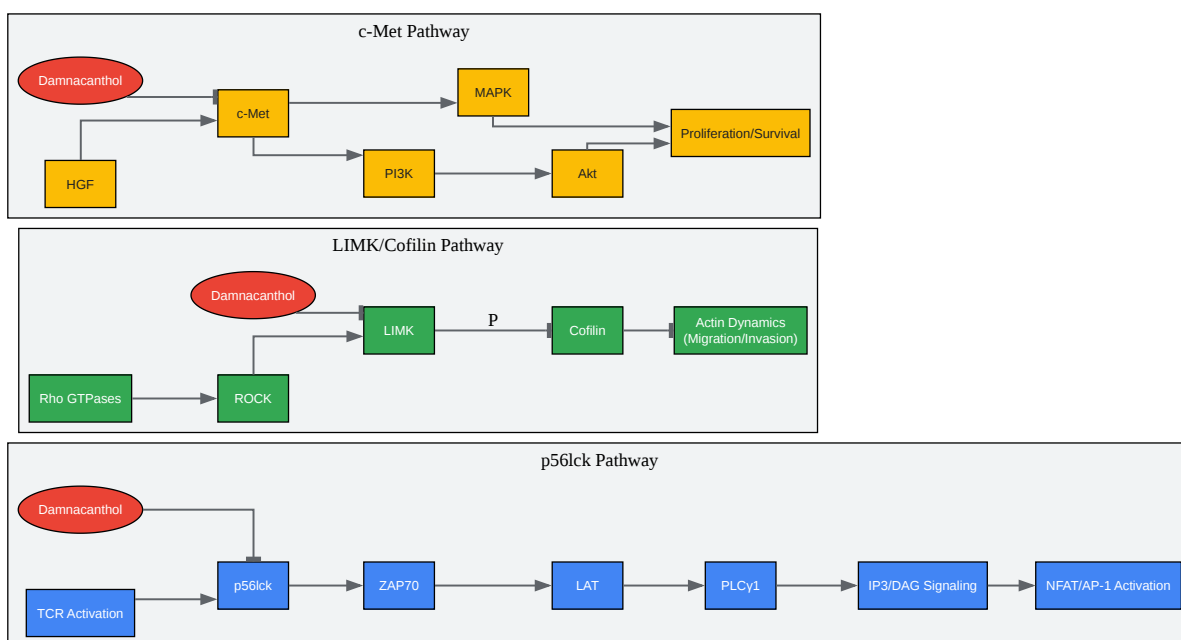 c-Met Pathway
Damnacanthol
c-Met
MAPK
HGF
PI3K
Akt
Proliferation/Survival
LIMK/Cofilin Pathway
Damnacanthol
LIMK
P
Cofilin
Actin Dynamics
(Migration/Invasion)
Rho GTPases
ROCK
p56lck Pathway
Damnacanthol
TCR Activation
p56lck
ZAP70
LAT
PLCγ1
IP3/DAG Signaling
NFAT/AP-1 Activation